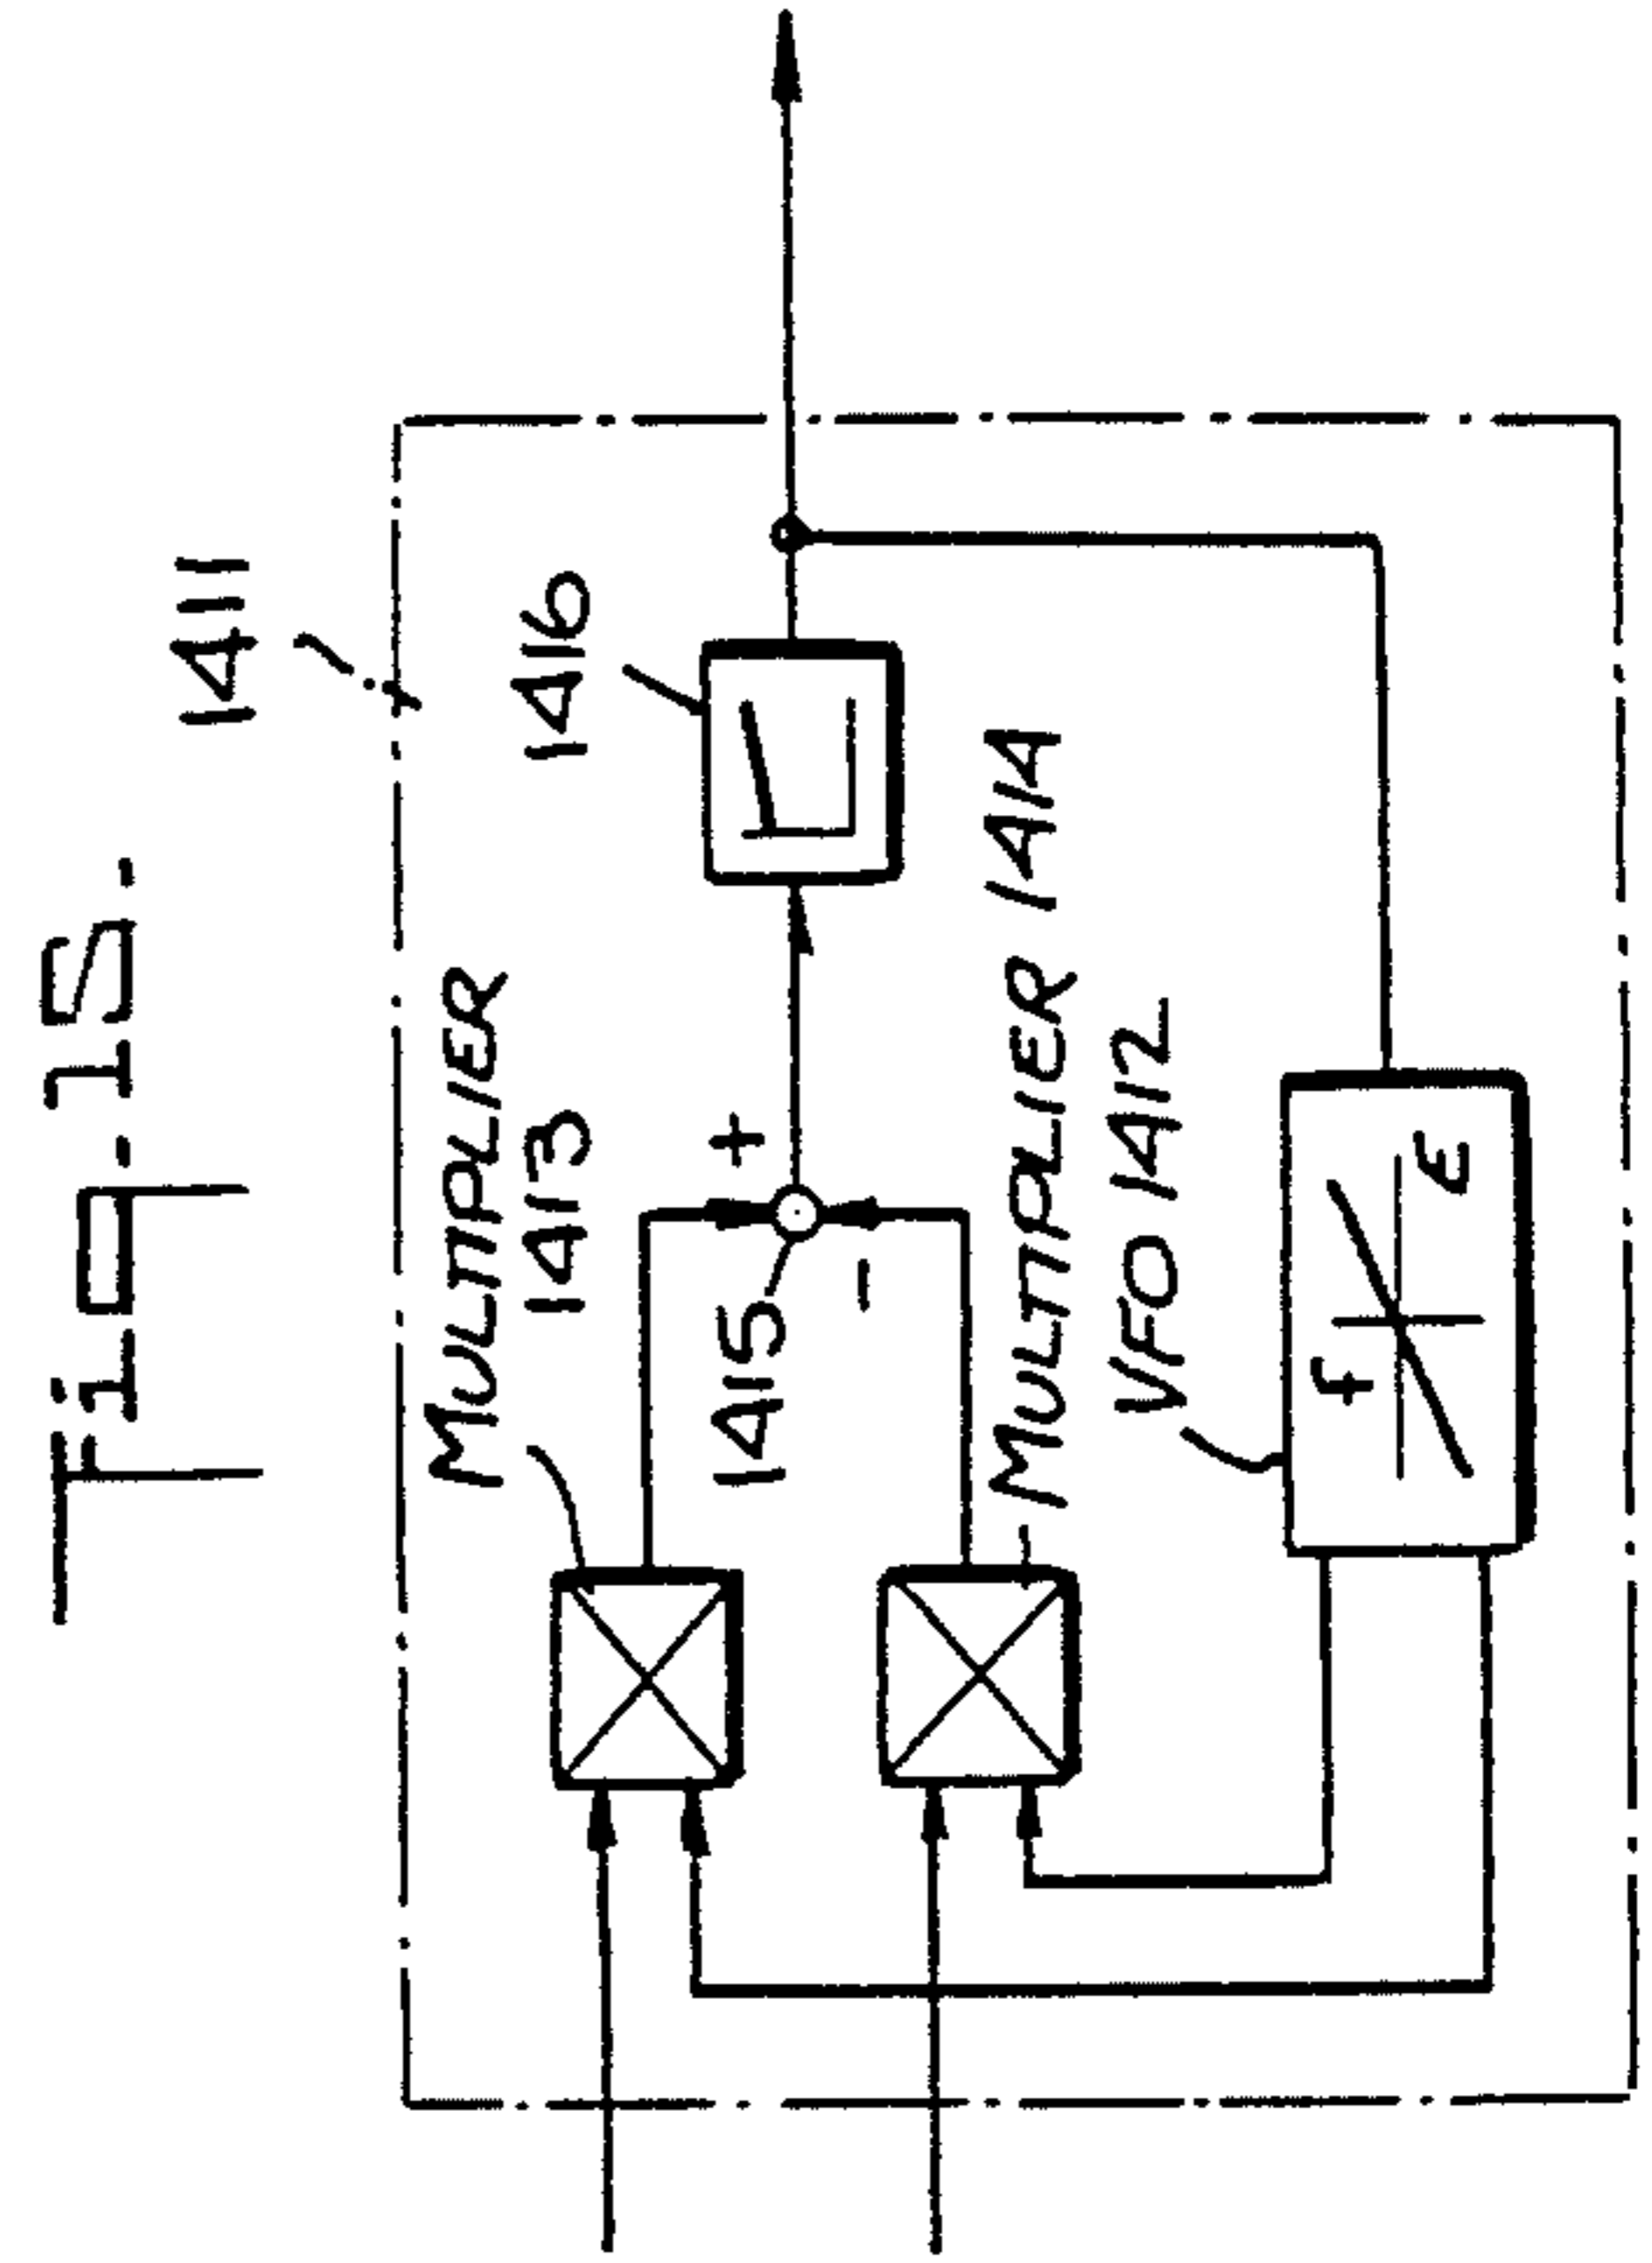 Fig. 15.
1411
MULTIPLIER
1413
1416
1415
+
-
MULTIPLIER 1414
VFO 1412
f
ε